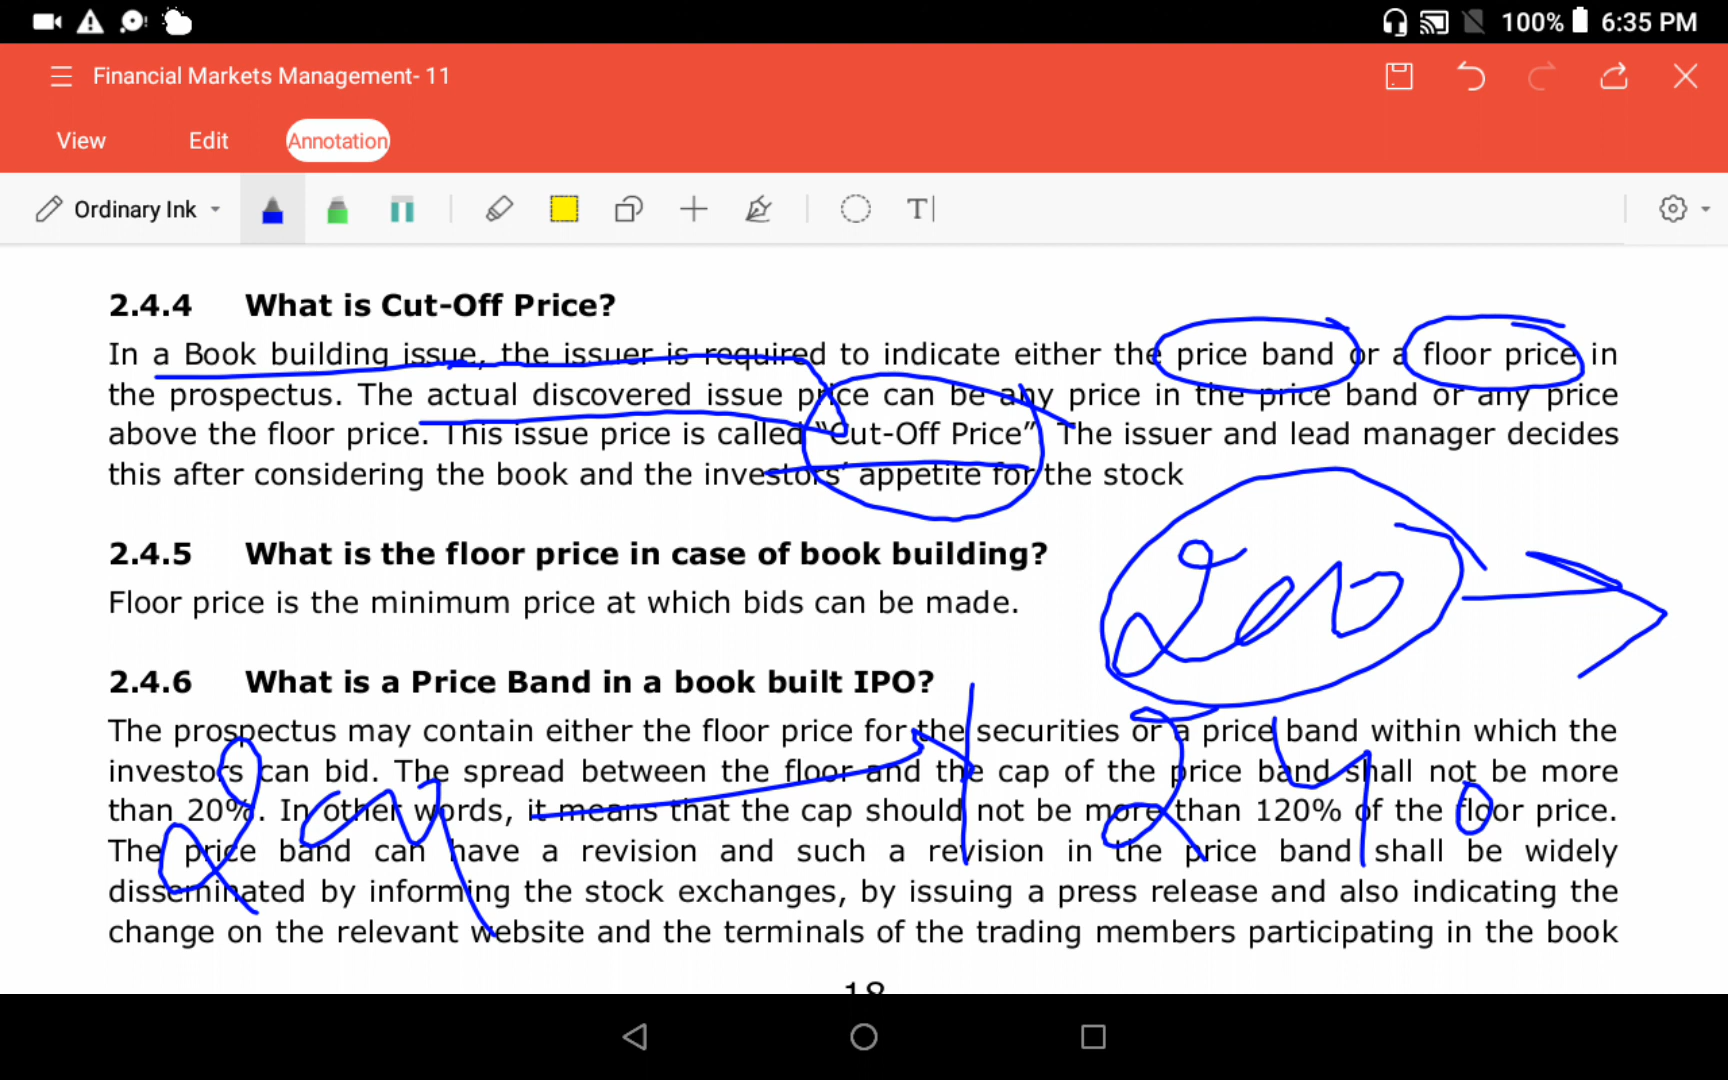 100% 6:35 PM
Financial Markets Management- 11
View Edit Annotation
Ordinary Ink T|
2.4.4 What is Cut-Off Price?
In a Book building issue, the issuer is required to indicate either the price band or a floor price in
the prospectus. The actual discovered issue price can be any price in the price band or any price
above the floor price. This issue price is called “Cut-Off Price”. The issuer and lead manager decides
this after considering the book and the investors’ appetite for the stock
2.4.5 What is the floor price in case of book building?
Floor price is the minimum price at which bids can be made.
Zero
2.4.6 What is a Price Band in a book built IPO?
The prospectus may contain either the floor price for the securities or a price band within which the
investors can bid. The spread between the floor and the cap of the price band shall not be more
than 20%. In other words, it means that the cap should not be more than 120% of the floor price.
The price band can have a revision and such a revision in the price band shall be widely
disseminated by informing the stock exchanges, by issuing a press release and also indicating the
change on the relevant website and the terminals of the trading members participating in the book
18